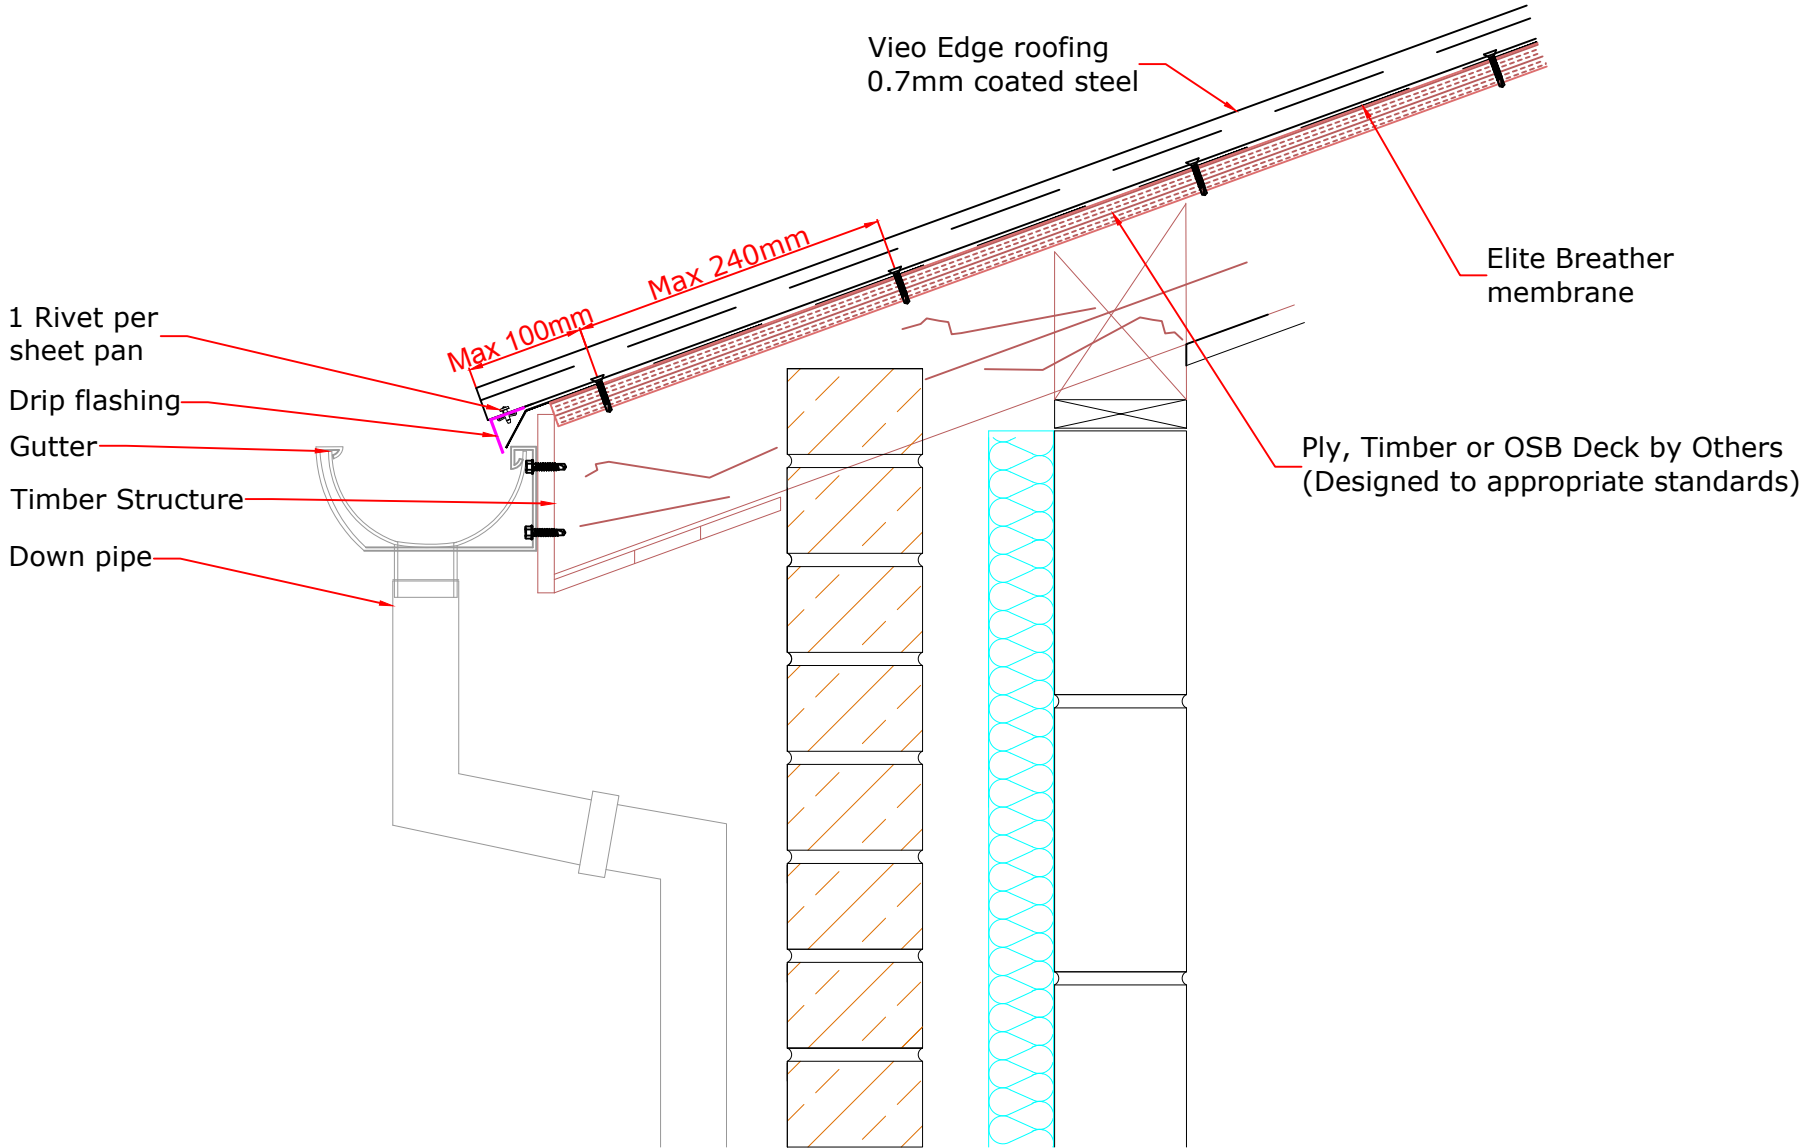 Vieo Edge roofing
0.7mm coated steel
Max 240mm
Max 100mm
Elite Breather
membrane
1 Rivet per
sheet pan
Drip flashing
Gutter
Timber Structure
Down pipe
Ply, Timber or OSB Deck by Others
(Designed to appropriate standards)